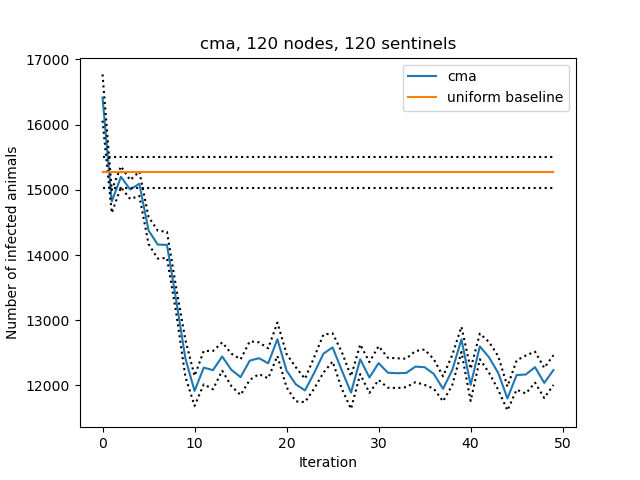 cma, 120 nodes, 120 sentinels
cma
uniform baseline
Number of infected animals
17000
16000
15000
14000
13000
12000
0
10
20
30
40
50
Iteration